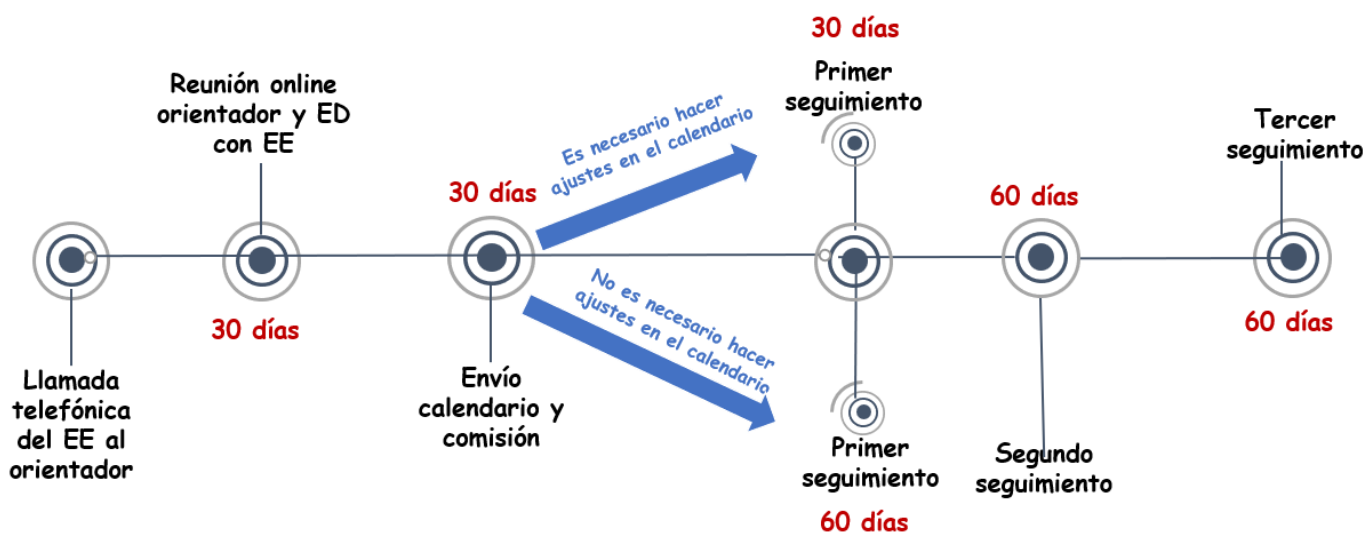 Llamada
telefónica
del EE al
orientador
Reunión online
orientador y ED
con EE
30 días
30 días
Envío
calendario y
comisión
Es necesario hacer
ajustes en el calendario
No es necesario hacer
ajustes en el calendario
30 días
Primer
seguimiento
Primer
seguimiento
60 días
60 días
Segundo
seguimiento
Tercer
seguimiento
60 días